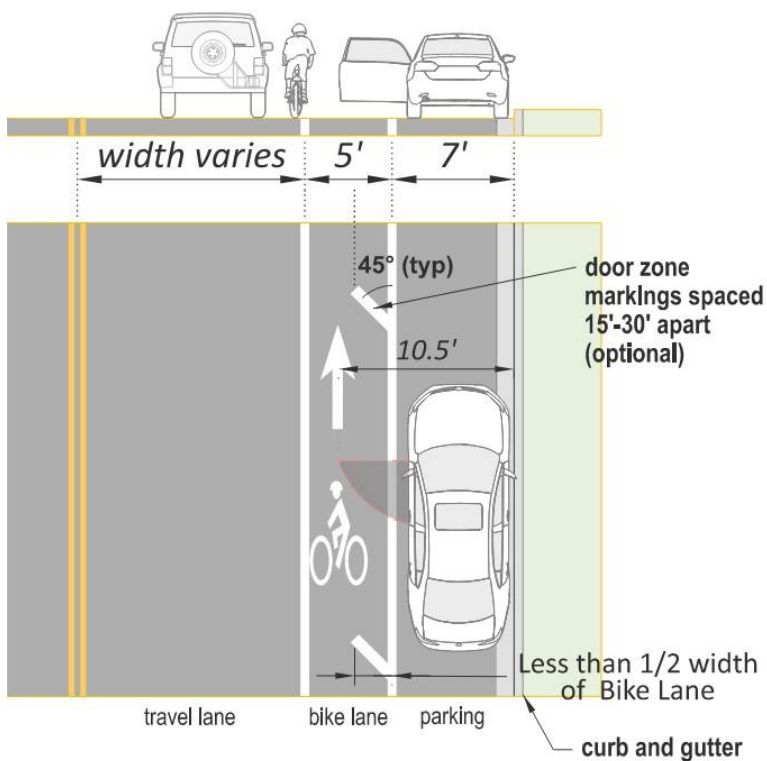 width varies
5'
7'
45° (typ)
door zone
markings spaced
15'-30' apart
(optional)
10.5'
Less than 1/2 width
of Bike Lane
travel lane
bike lane
parking
curb and gutter